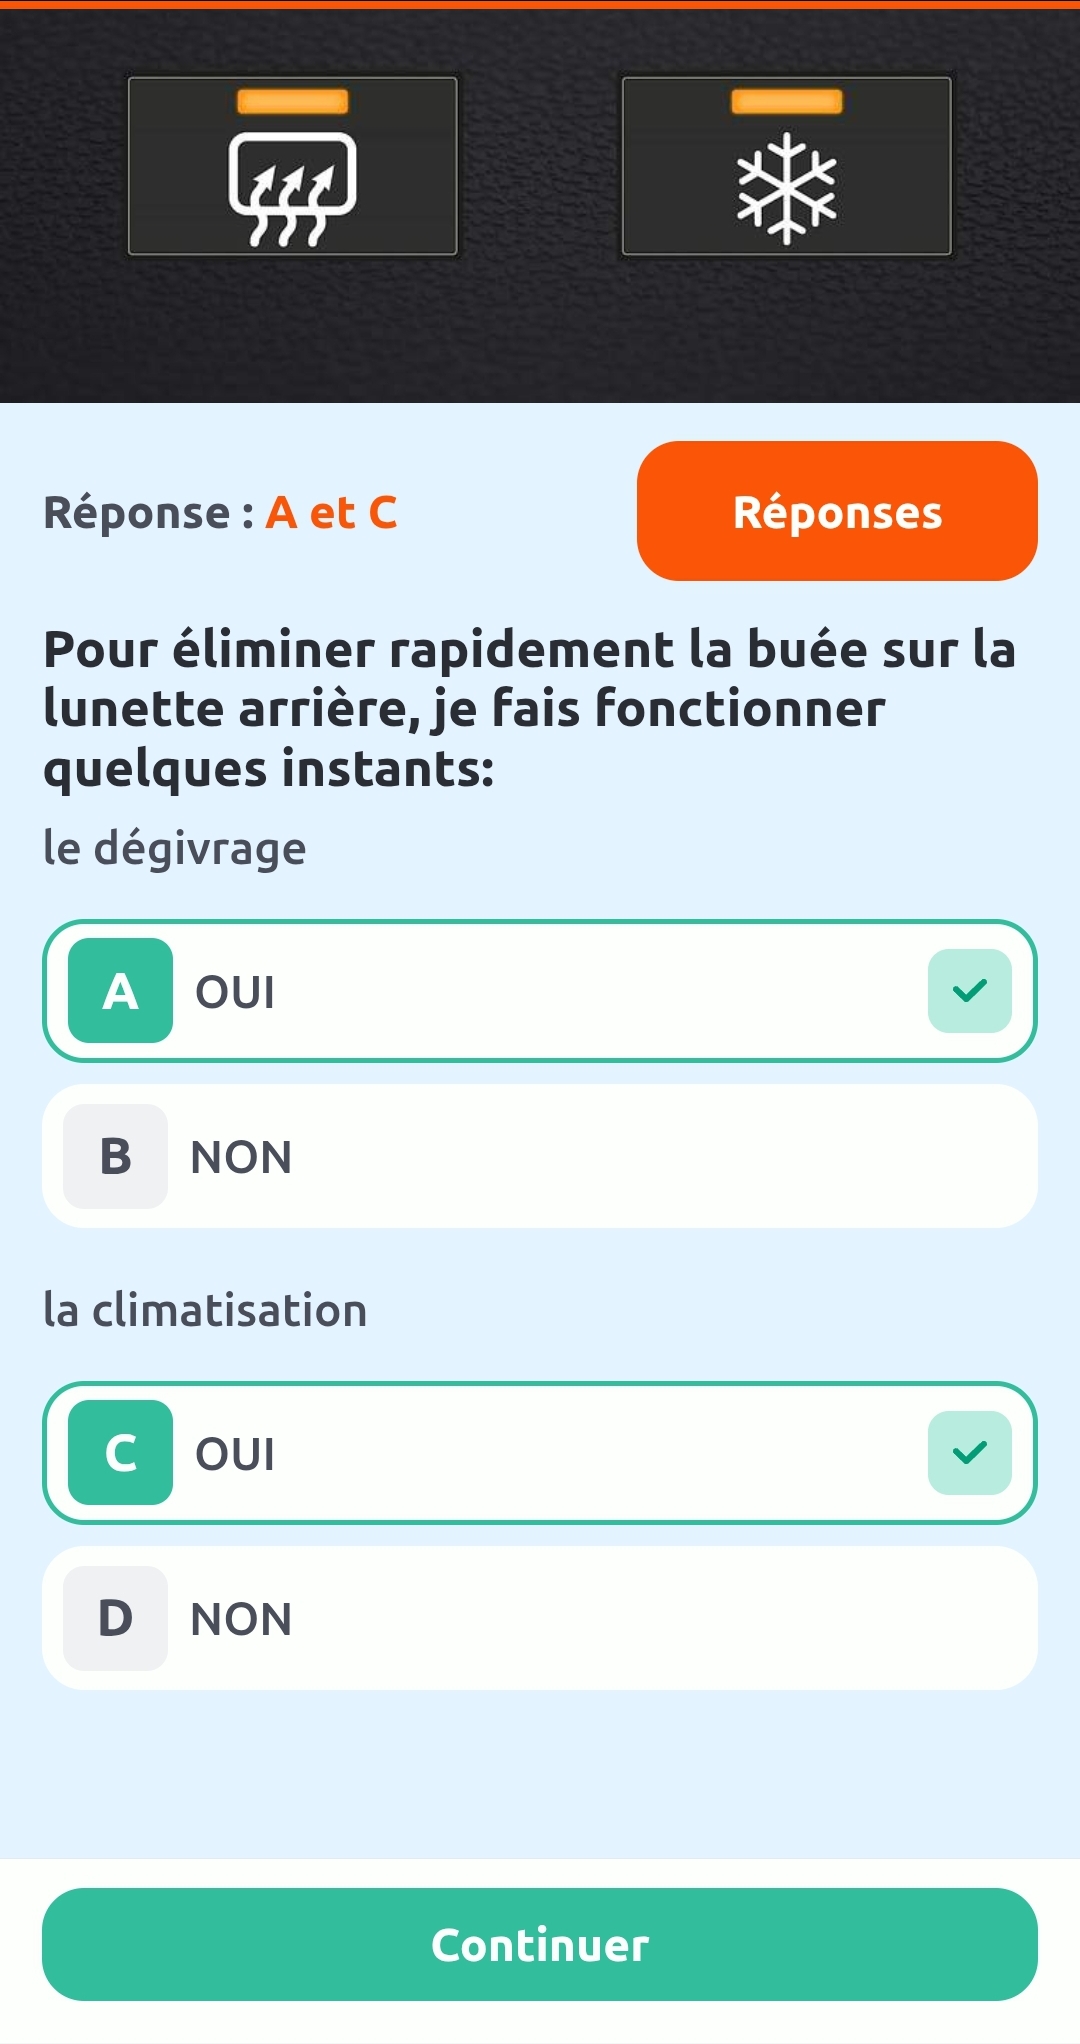 Réponse : A et C
Réponses
Pour éliminer rapidement la buée sur la
lunette arrière, je fais fonctionner
quelques instants:
le dégivrage
A OUI
B NON
la climatisation
C OUI
D NON
Continuer